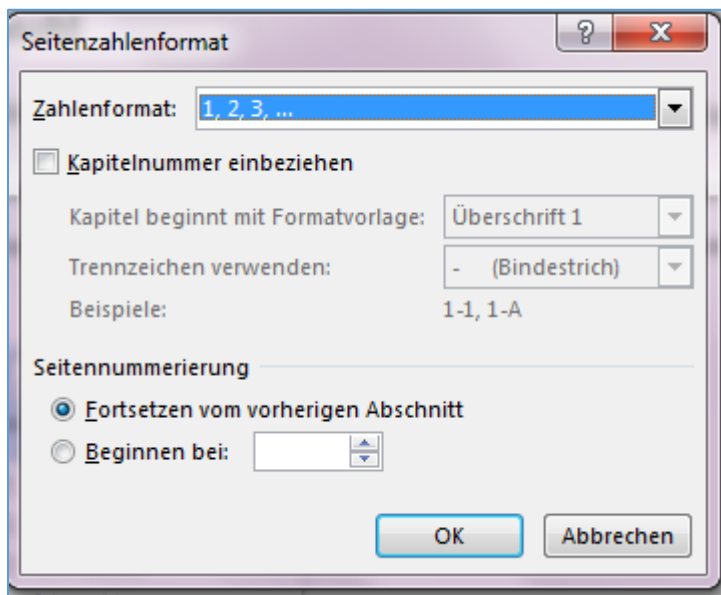 Seitenzahlenformat
Zahlenformat: 1, 2, 3, ...
Kapitelnummer einbeziehen
Kapitel beginnt mit Formatvorlage: Überschrift 1
Trennzeichen verwenden: - (Bindestrich)
Beispiele: 1-1, 1-A
Seitennummerierung
Fortsetzen vom vorherigen Abschnitt
Beginnen bei:
OK Abbrechen